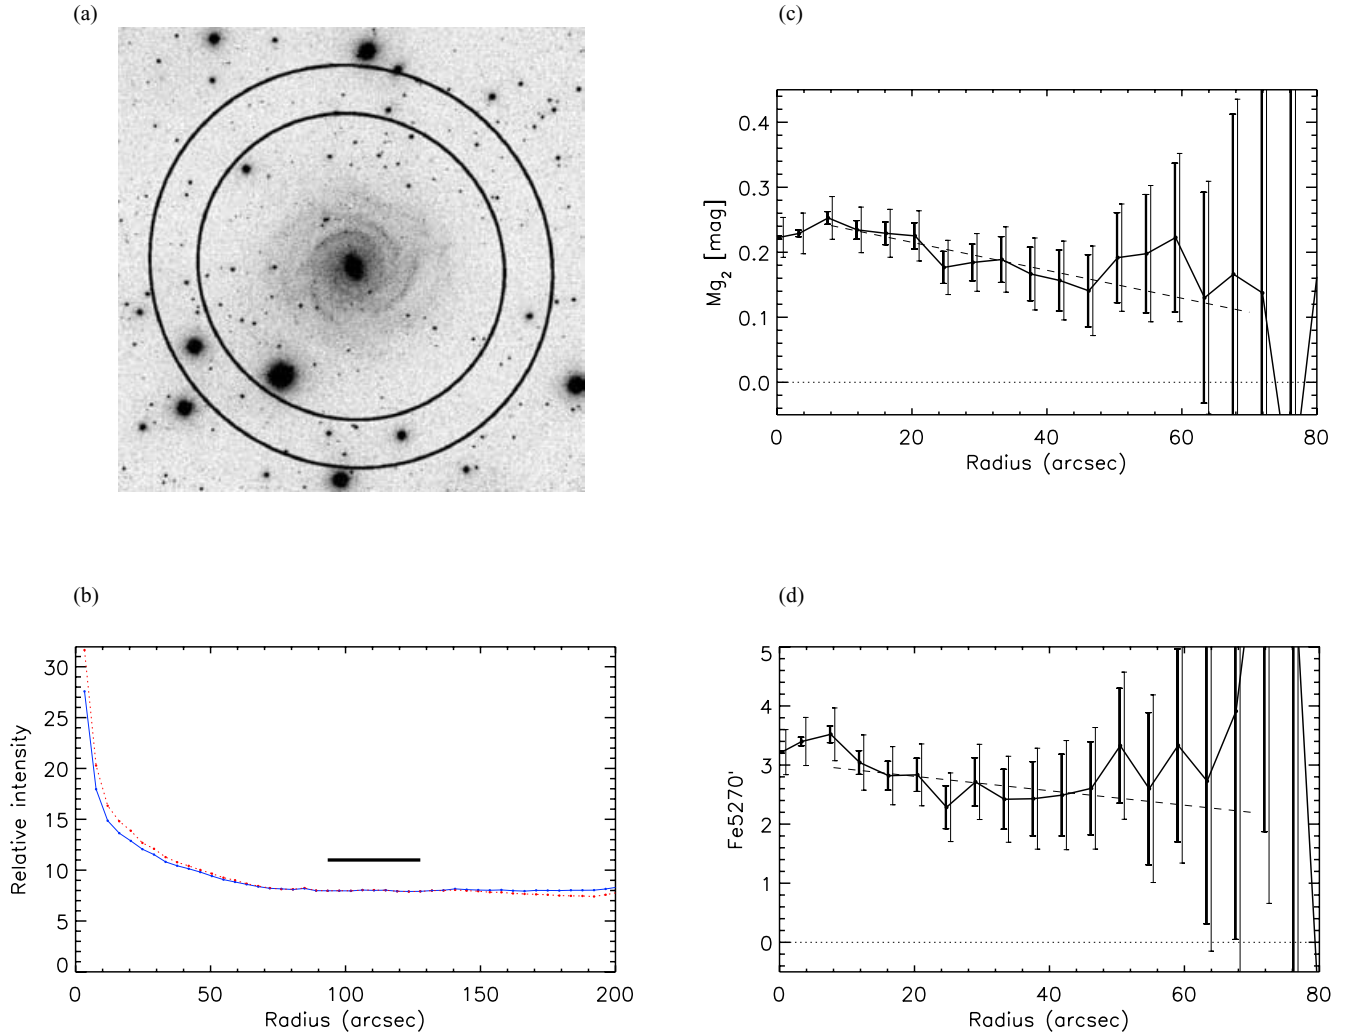 (a)
(c)
0.4
0.3
0.2
0.1
0.0
Mg2 [mag]
0 20 40 60 80
Radius (arcsec)
(b)
(d)
30
25
20
15
10
5
0
Relative intensity
0 50 100 150 200
Radius (arcsec)
5
4
3
2
1
0
Fe5270'
0 20 40 60 80
Radius (arcsec)